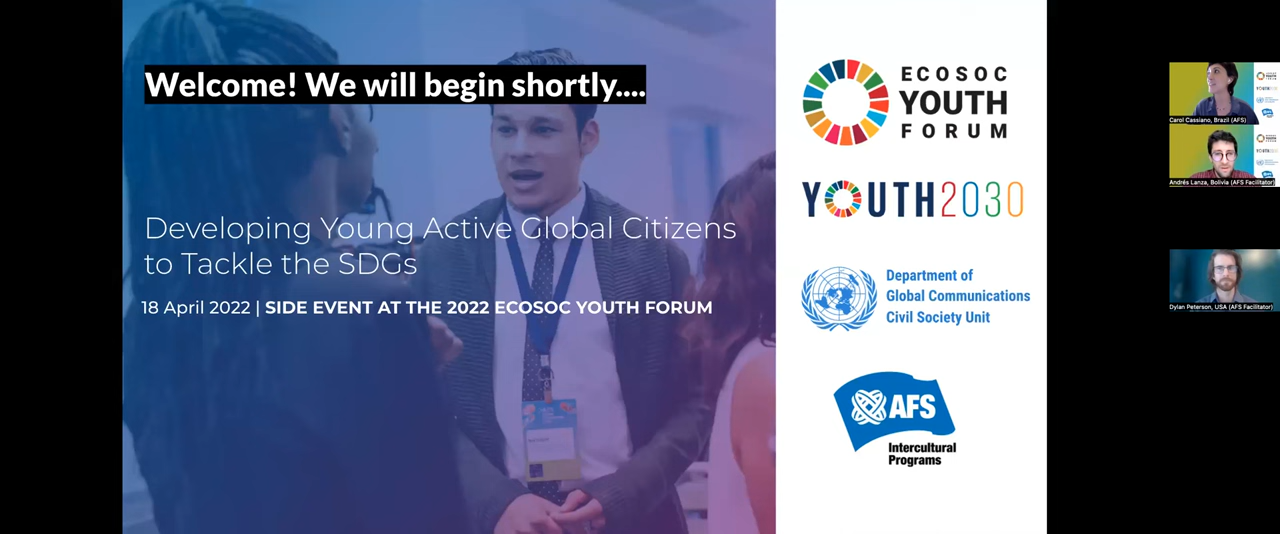 Welcome! We will begin shortly....
Developing Young Active Global Citizens
to Tackle the SDGs
18 April 2022 | SIDE EVENT AT THE 2022 ECOSOC YOUTH FORUM
ECOSOC
YOUTH
FORUM
YOUTH2030
Department of
Global Communications
Civil Society Unit
AFS
Intercultural
Programs
Carol Cassiano, Brazil (AFS)
Andrés Lanza, Bolivia (AFS Facilitator)
Dylan Peterson, USA (AFS Facilitator)